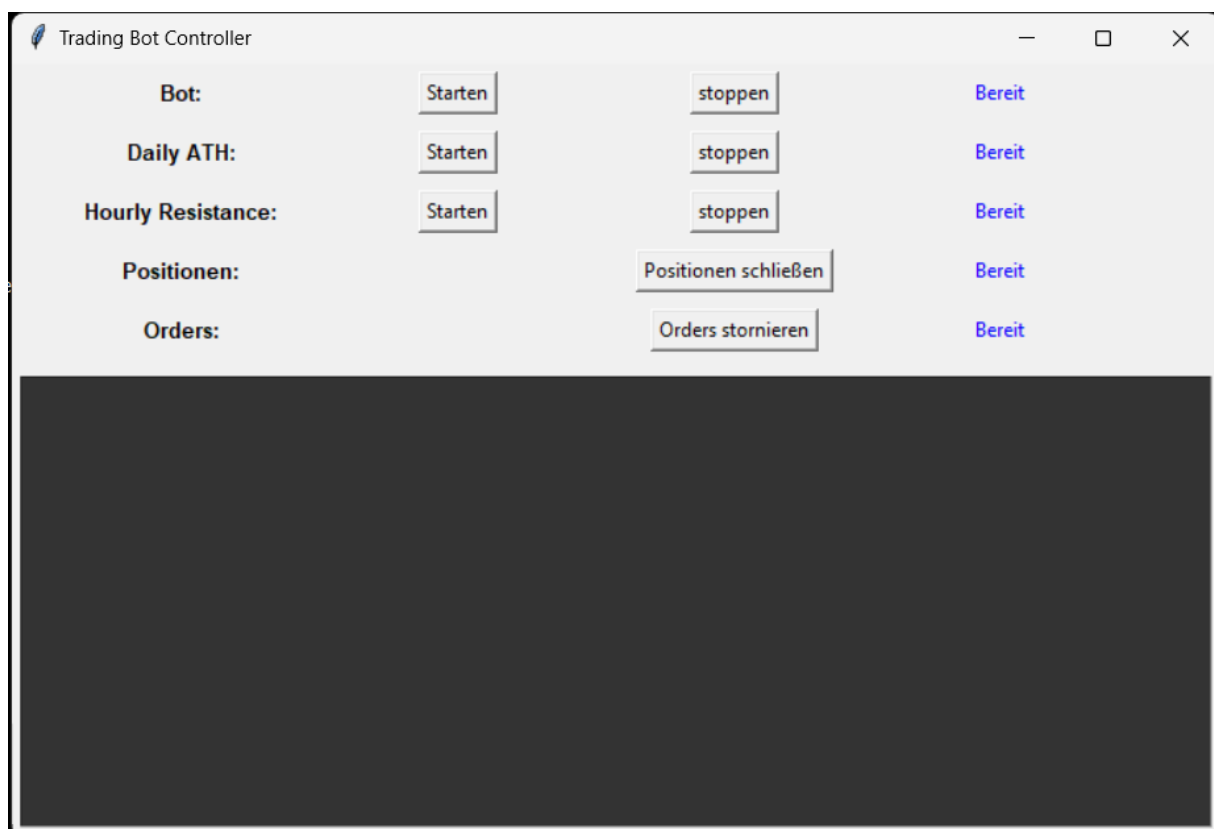 Trading Bot Controller
Bot: Starten stoppen Bereit
Daily ATH: Starten stoppen Bereit
Hourly Resistance: Starten stoppen Bereit
Positionen: Positionen schließen Bereit
Orders: Orders stornieren Bereit